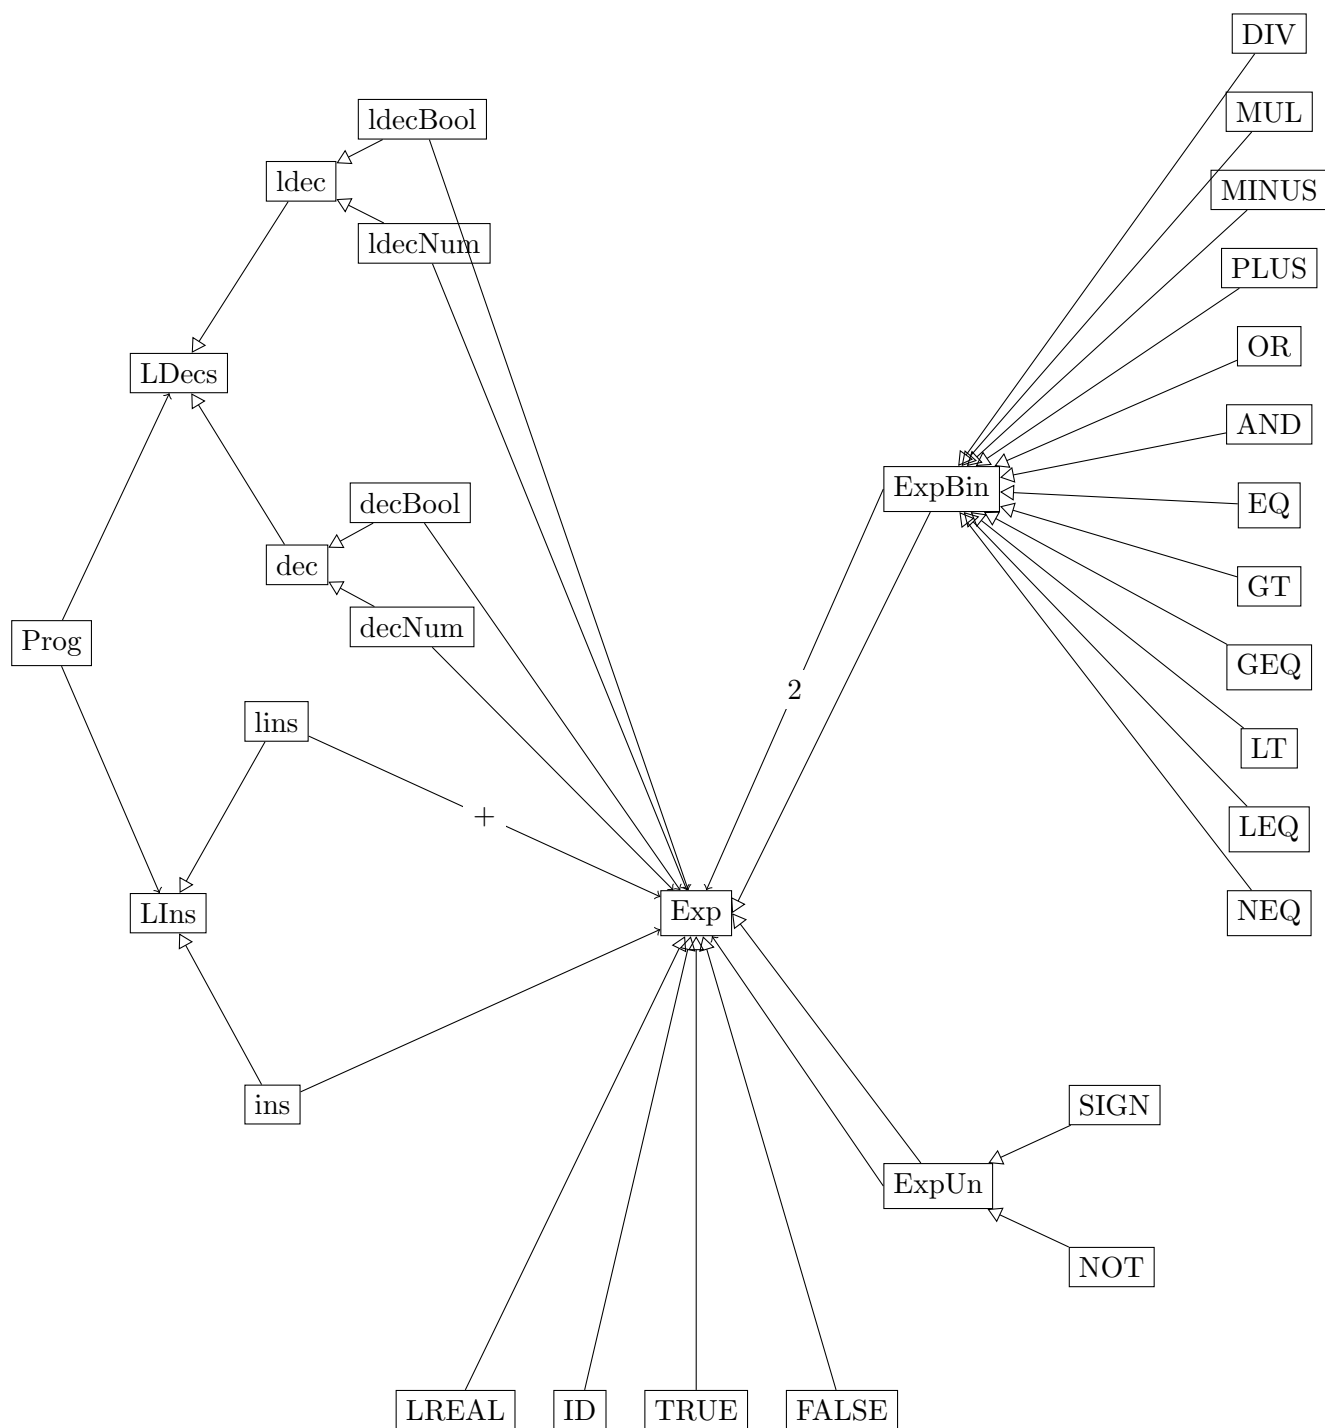 DIV
MUL
ldecBool
ldec
MINUS
ldecNum
PLUS
OR
LDecs
AND
ExpBin
decBool
EQ
dec
GT
decNum
Prog
GEQ
2
lins
LT
+
LEQ
LIns
Exp
NEQ
ins
SIGN
ExpUn
NOT
LREAL
ID
TRUE
FALSE